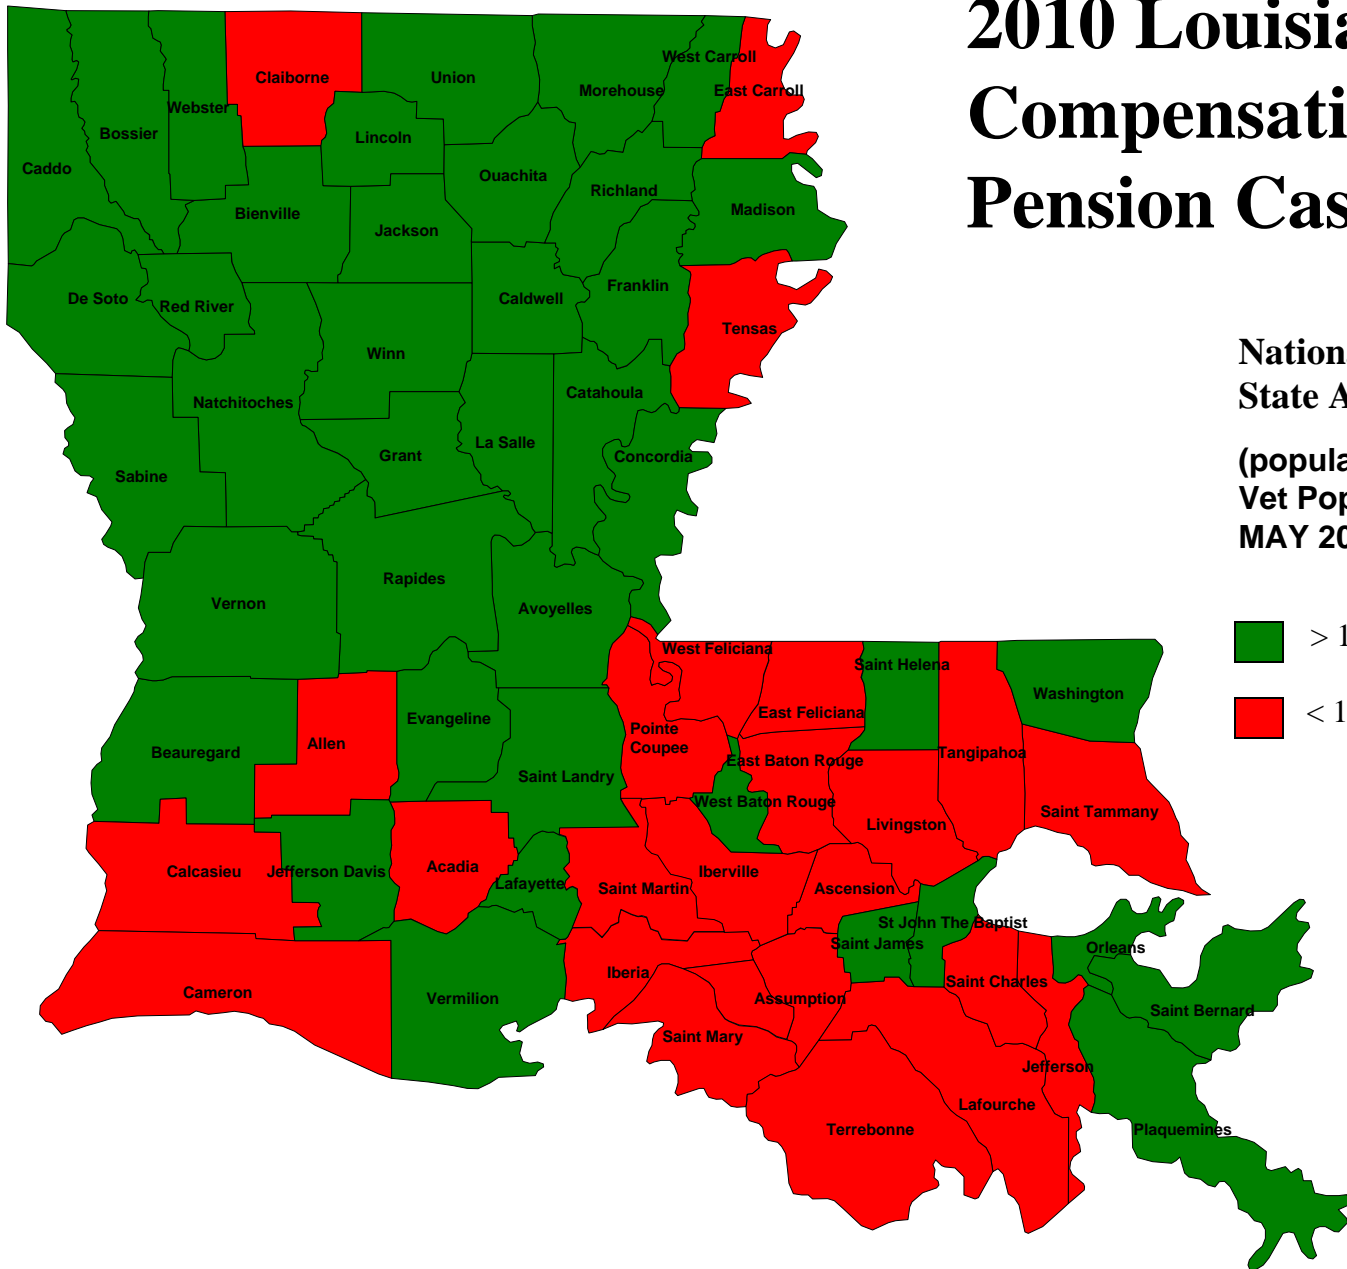 2010 Louisia
Compensati
Pension Cas
Nation
State A
(popula
Vet Pop
MAY 20
> 1
< 1
Claiborne
Union
West Carroll
East Carroll
Morehouse
Webster
Bossier
Lincoln
Caddo
Ouachita
Richland
Madison
Bienville
Jackson
De Soto
Red River
Caldwell
Franklin
Tensas
Winn
Natchitoches
Catahoula
La Salle
Grant
Concordia
Sabine
Rapides
Vernon
Avoyelles
West Feliciana
Saint Helena
Washington
East Feliciana
Evangeline
Pointe
Coupee
Allen
Beauregard
East Baton Rouge
Tangipahoa
Saint Landry
West Baton Rouge
Saint Tammany
Livingston
Calcasieu
Jefferson Davis
Acadia
Lafayette
Saint Martin
Iberville
Ascension
St John The Baptist
Saint James
Orleans
Iberia
Saint Charles
Cameron
Vermilion
Assumption
Saint Bernard
Saint Mary
Jefferson
Lafourche
Terrebonne
Plaquemines